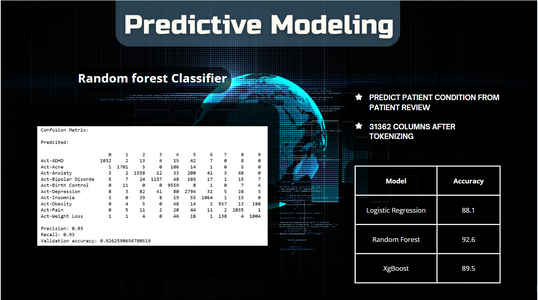 Predictive Modeling
Random forest Classifier
Confusion Matrix:
Predcited:
0 1 2 3 4 5 6 7 8 9
Act-ADHD 1032 2 13 4 15 42 7 0 8 0
Act-Acne 1 1701 5 0 106 14 1 0 5 0
Act-Anxiety 3 2 1358 12 33 200 41 3 48 0
Act-Bipolar Disorde 5 7 24 1157 48 103 17 1 15 7
Act-Birth Control 0 11 0 0 9559 8 1 0 7 4
Act-Depression 8 3 82 41 80 2794 32 5 28 3
Act-Insomnia 3 0 39 8 19 55 1064 1 15 0
Act-Obesity 0 4 5 0 48 14 2 957 13 180
Act-Pain 0 5 11 2 20 44 11 2 2035 1
Act-Weight Loss 1 1 4 0 44 18 1 138 4 1004
Precision: 0.93
Recall: 0.93
Validation accuracy: 0.9262590656780519
PREDICT PATIENT CONDITION FROM
PATIENT REVIEW
31362 COLUMNS AFTER
TOKENIZING
Model Accuracy
Logistic Regression 88.1
Random Forest 92.6
XgBoost 89.5